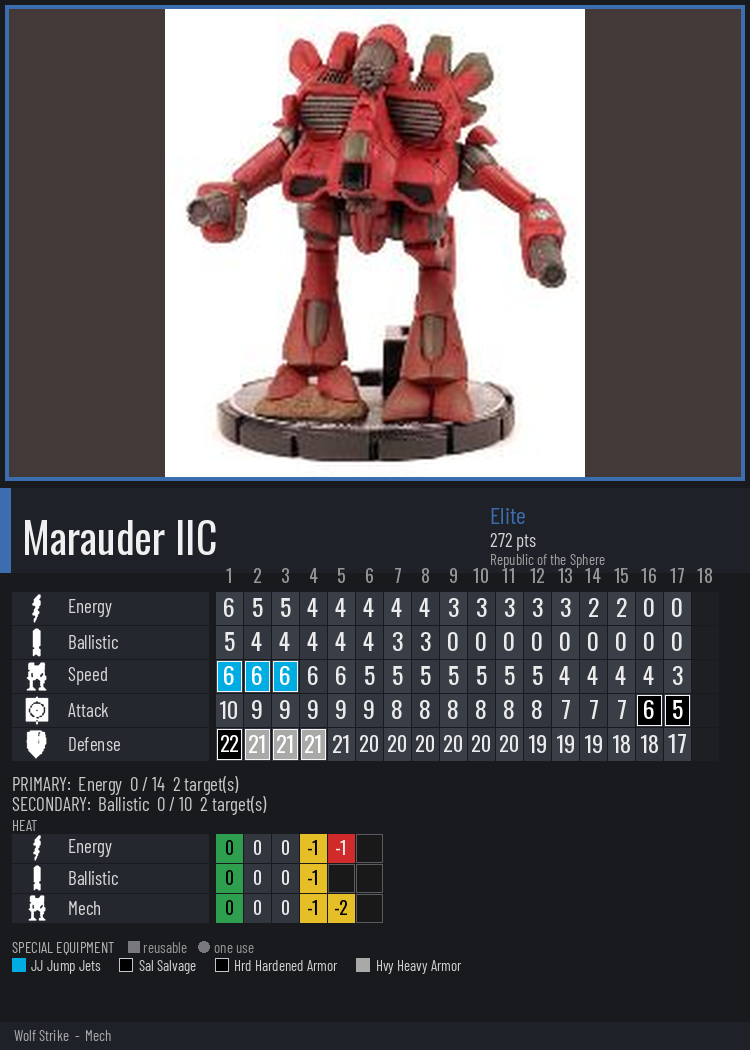 Marauder IIC
Elite
272 pts
Republic of the Sphere
1 2 3 4 5 6 7 8 9 10 11 12 13 14 15 16 17 18
Energy 6 5 5 4 4 4 4 4 3 3 3 3 3 2 2 0 0
Ballistic 5 4 4 4 4 4 3 3 0 0 0 0 0 0 0 0 0
Speed 6 6 6 6 6 5 5 5 5 5 5 5 4 4 4 4 3
Attack 10 9 9 9 9 9 8 8 8 8 8 8 7 7 7 6 5
Defense 22 21 21 21 21 20 20 20 20 20 20 19 19 19 18 18 17
PRIMARY: Energy 0 / 14 2 target(s)
SECONDARY: Ballistic 0 / 10 2 target(s)
HEAT
Energy 0 0 0 -1 -1
Ballistic 0 0 0 -1
Mech 0 0 0 -1 -2
SPECIAL EQUIPMENT reusable one use
JJ Jump Jets Sal Salvage Hrd Hardened Armor Hvy Heavy Armor
Wolf Strike - Mech